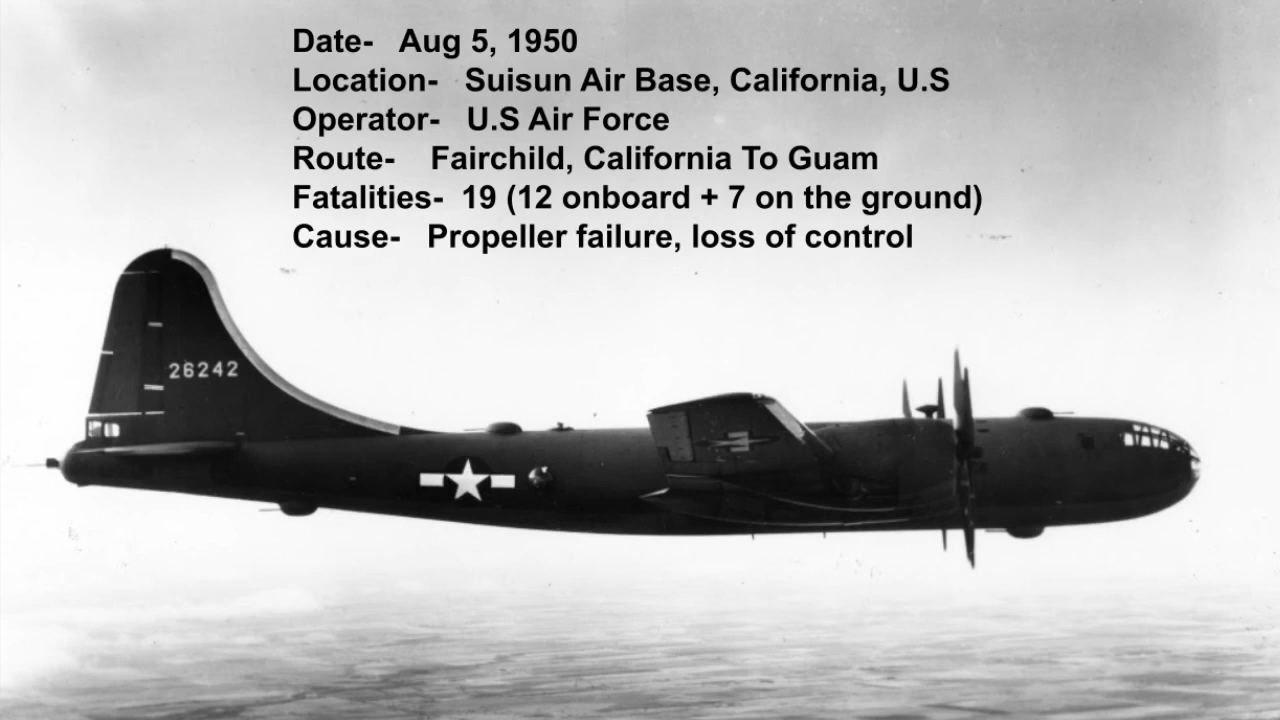 Date- Aug 5, 1950
Location- Suisun Air Base, California, U.S
Operator- U.S Air Force
Route- Fairchild, California To Guam
Fatalities- 19 (12 onboard + 7 on the ground)
Cause- Propeller failure, loss of control
26242